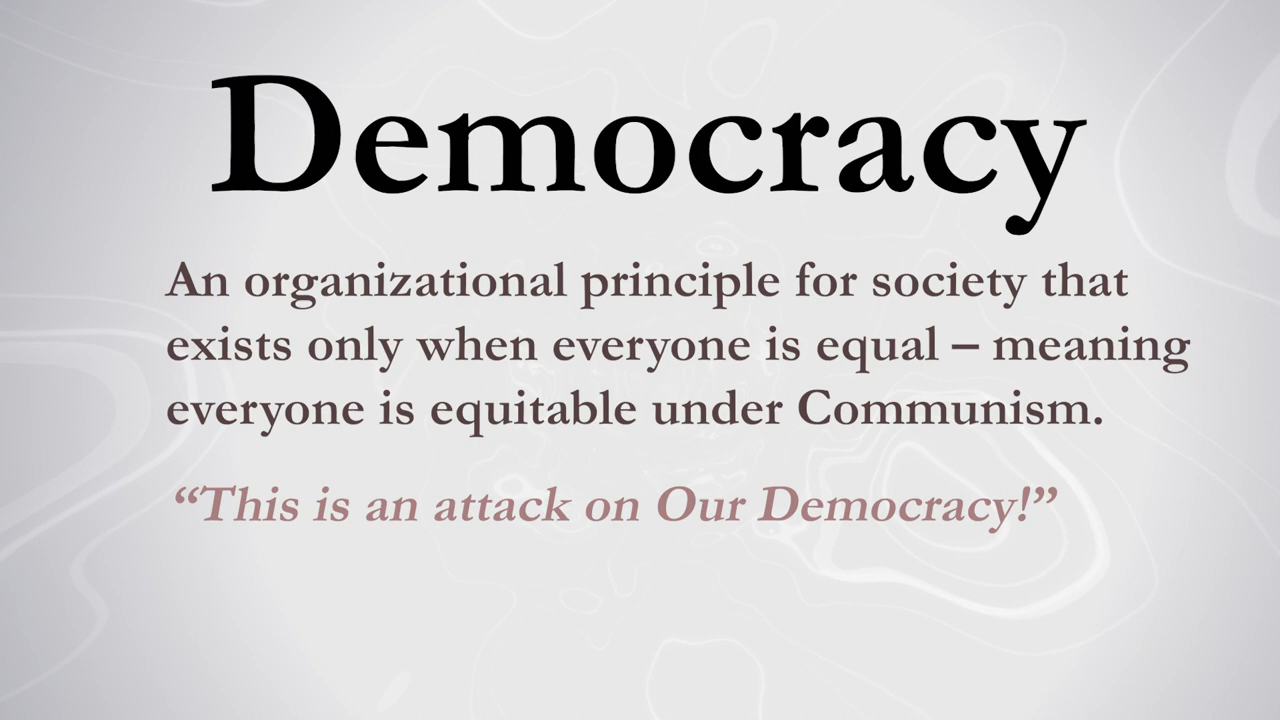 Democracy
An organizational principle for society that
exists only when everyone is equal – meaning
everyone is equitable under Communism.
“This is an attack on Our Democracy!”